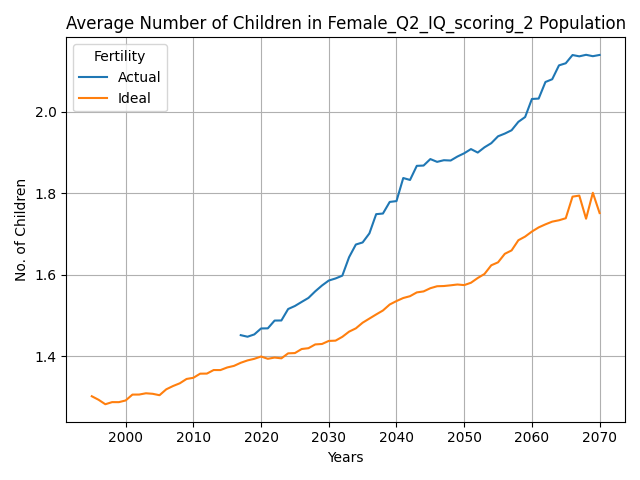 Average Number of Children in Female_Q2_IQ_scoring_2 Population
Fertility
Actual
Ideal
No. of Children
2.0
1.8
1.6
1.4
2000 2010 2020 2030 2040 2050 2060 2070
Years